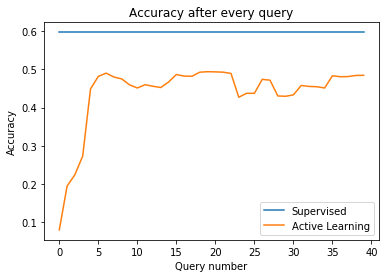 Accuracy after every query
0.6
0.5
0.4
0.3
0.2
0.1
Accuracy
0 5 10 15 20 25 30 35 40
Query number
Supervised
Active Learning